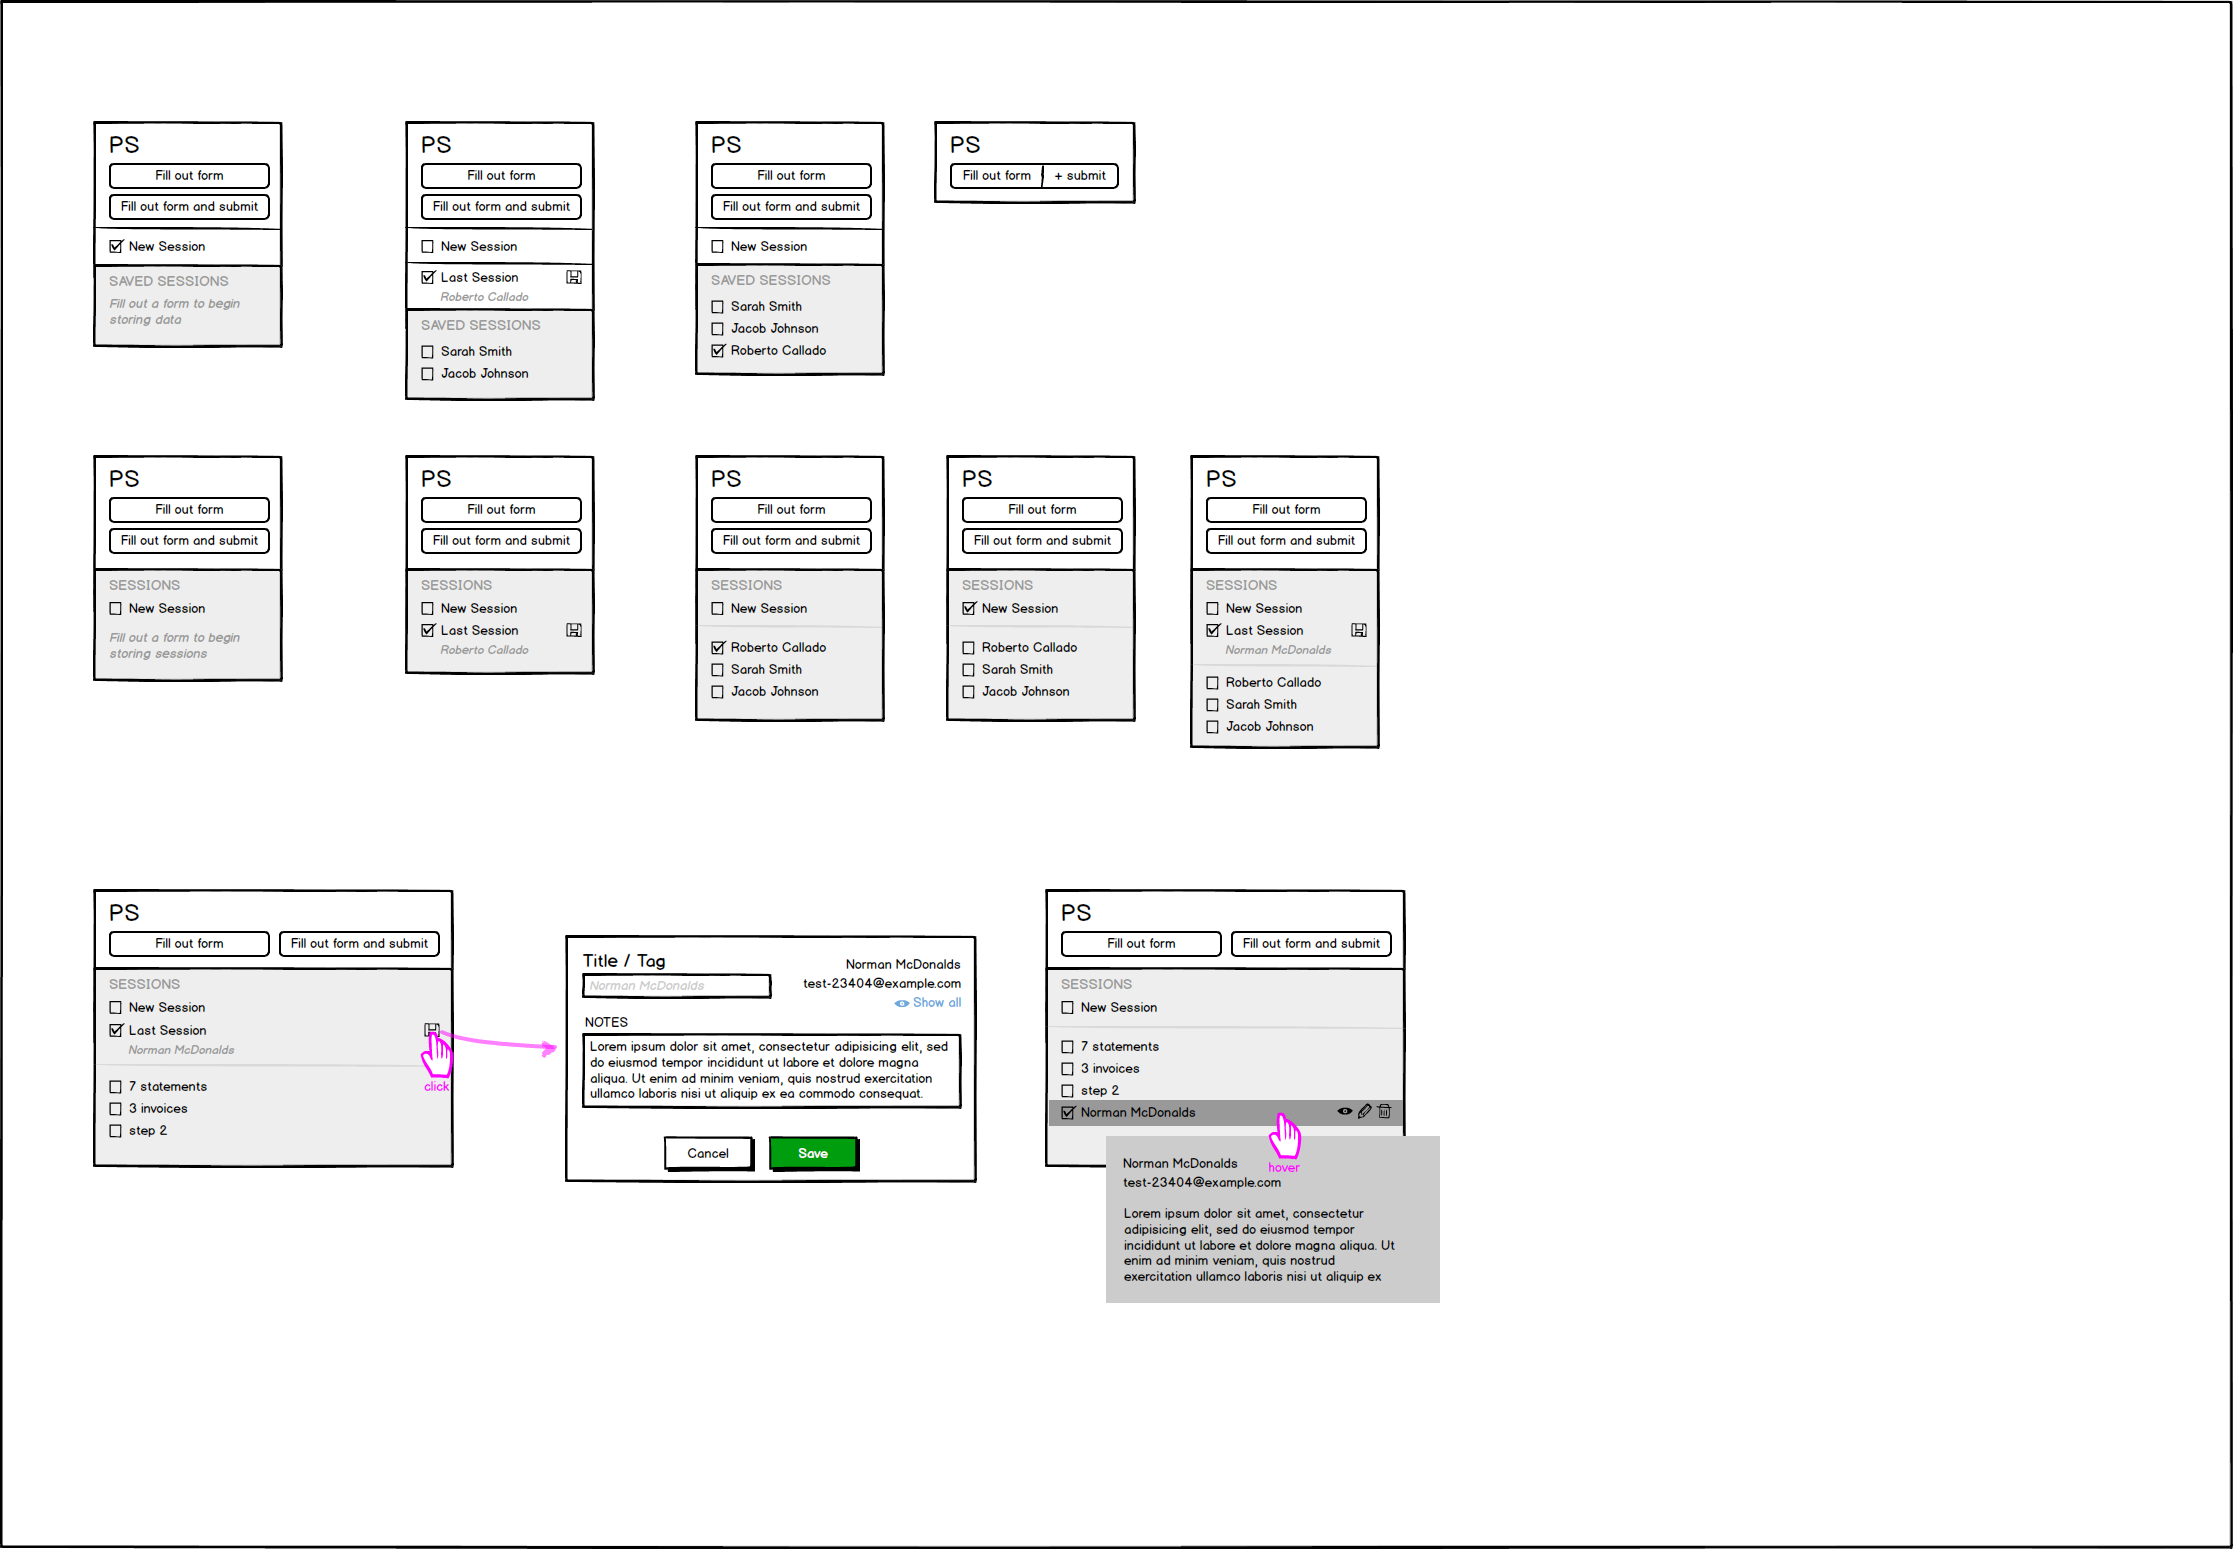 PS
Fill out form
Fill out form and submit
New Session
SAVED SESSIONS
Fill out a form to begin
storing data
PS
Fill out form
Fill out form and submit
New Session
Last Session
Roberto Callado
SAVED SESSIONS
Sarah Smith
Jacob Johnson
PS
Fill out form
Fill out form and submit
New Session
SAVED SESSIONS
Sarah Smith
Jacob Johnson
Roberto Callado
PS
Fill out form + submit
PS
Fill out form
Fill out form and submit
SESSIONS
New Session
Fill out a form to begin
storing sessions
PS
Fill out form
Fill out form and submit
SESSIONS
New Session
Last Session
Roberto Callado
PS
Fill out form
Fill out form and submit
SESSIONS
New Session
Roberto Callado
Sarah Smith
Jacob Johnson
PS
Fill out form
Fill out form and submit
SESSIONS
New Session
Roberto Callado
Sarah Smith
Jacob Johnson
PS
Fill out form
Fill out form and submit
SESSIONS
New Session
Last Session
Norman McDonalds
Roberto Callado
Sarah Smith
Jacob Johnson
PS
Fill out form Fill out form and submit
SESSIONS
New Session
Last Session
Norman McDonalds
click
7 statements
3 invoices
step 2
Title / Tag
Norman McDonalds
Norman McDonalds
test-23404@example.com
Show all
NOTES
Lorem ipsum dolor sit amet, consectetur adipisicing elit, sed
do eiusmod tempor incididunt ut labore et dolore magna
aliqua. Ut enim ad minim veniam, quis nostrud exercitation
ullamco laboris nisi ut aliquip ex ea commodo consequat.
Cancel Save
PS
Fill out form Fill out form and submit
SESSIONS
New Session
7 statements
3 invoices
step 2
Norman McDonalds
hover
Norman McDonalds
test-23404@example.com
Lorem ipsum dolor sit amet, consectetur
adipisicing elit, sed do eiusmod tempor
incididunt ut labore et dolore magna aliqua. Ut
enim ad minim veniam, quis nostrud
exercitation ullamco laboris nisi ut aliquip ex